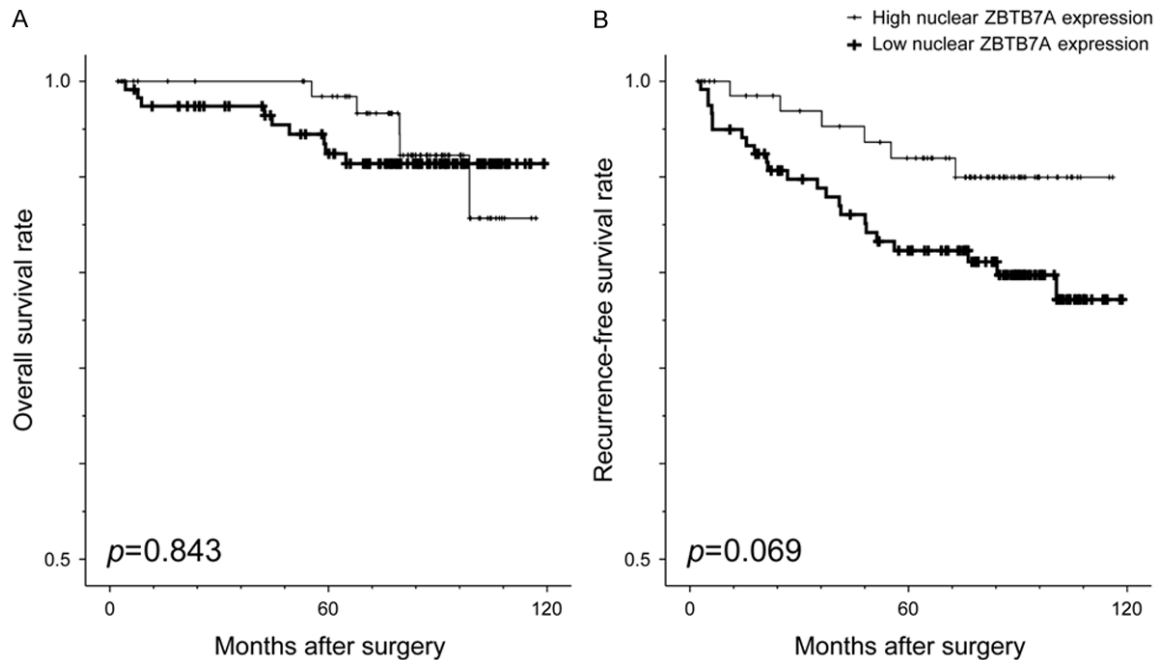 A
Overall survival rate
1.0
0.5
p=0.843
0
60
120
Months after surgery
B
High nuclear ZBTB7A expression
Low nuclear ZBTB7A expression
Recurrence-free survival rate
1.0
0.5
p=0.069
0
60
120
Months after surgery